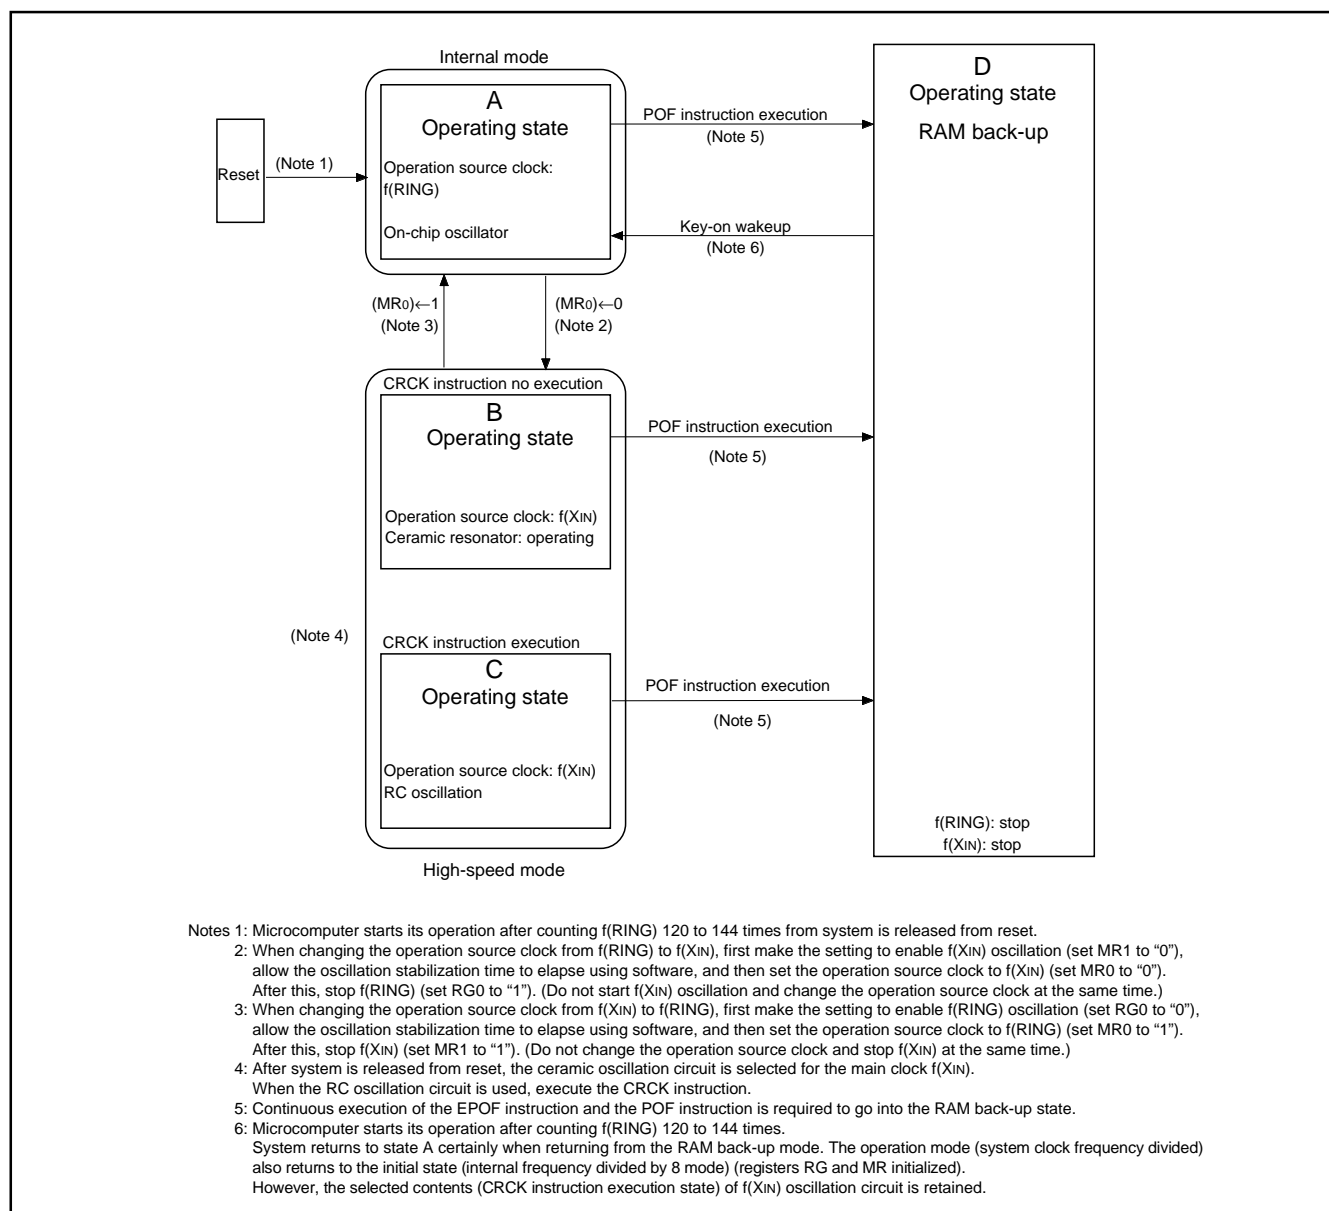 Internal mode
A
Operating state
Operation source clock:
f(RING)
On-chip oscillator
Reset
(Note 1)
POF instruction execution
(Note 5)
Key-on wakeup
(Note 6)
D
Operating state
RAM back-up
(MR0)←1
(Note 3)
(MR0)←0
(Note 2)
CRCK instruction no execution
B
Operating state
Operation source clock: f(XIN)
Ceramic resonator: operating
POF instruction execution
(Note 5)
(Note 4)
CRCK instruction execution
C
Operating state
Operation source clock: f(XIN)
RC oscillation
POF instruction execution
(Note 5)
f(RING): stop
f(XIN): stop
High-speed mode
Notes 1: Microcomputer starts its operation after counting f(RING) 120 to 144 times from system is released from reset.
2: When changing the operation source clock from f(RING) to f(XIN), first make the setting to enable f(XIN) oscillation (set MR1 to “0”),
allow the oscillation stabilization time to elapse using software, and then set the operation source clock to f(XIN) (set MR0 to “0”).
After this, stop f(RING) (set RG0 to “1”). (Do not start f(XIN) oscillation and change the operation source clock at the same time.)
3: When changing the operation source clock from f(XIN) to f(RING), first make the setting to enable f(RING) oscillation (set RG0 to “0”),
allow the oscillation stabilization time to elapse using software, and then set the operation source clock to f(RING) (set MR0 to “1”).
After this, stop f(XIN) (set MR1 to “1”). (Do not change the operation source clock and stop f(XIN) at the same time.)
4: After system is released from reset, the ceramic oscillation circuit is selected for the main clock f(XIN).
When the RC oscillation circuit is used, execute the CRCK instruction.
5: Continuous execution of the EPOF instruction and the POF instruction is required to go into the RAM back-up state.
6: Microcomputer starts its operation after counting f(RING) 120 to 144 times.
System returns to state A certainly when returning from the RAM back-up mode. The operation mode (system clock frequency divided)
also returns to the initial state (internal frequency divided by 8 mode) (registers RG and MR initialized).
However, the selected contents (CRCK instruction execution state) of f(XIN) oscillation circuit is retained.